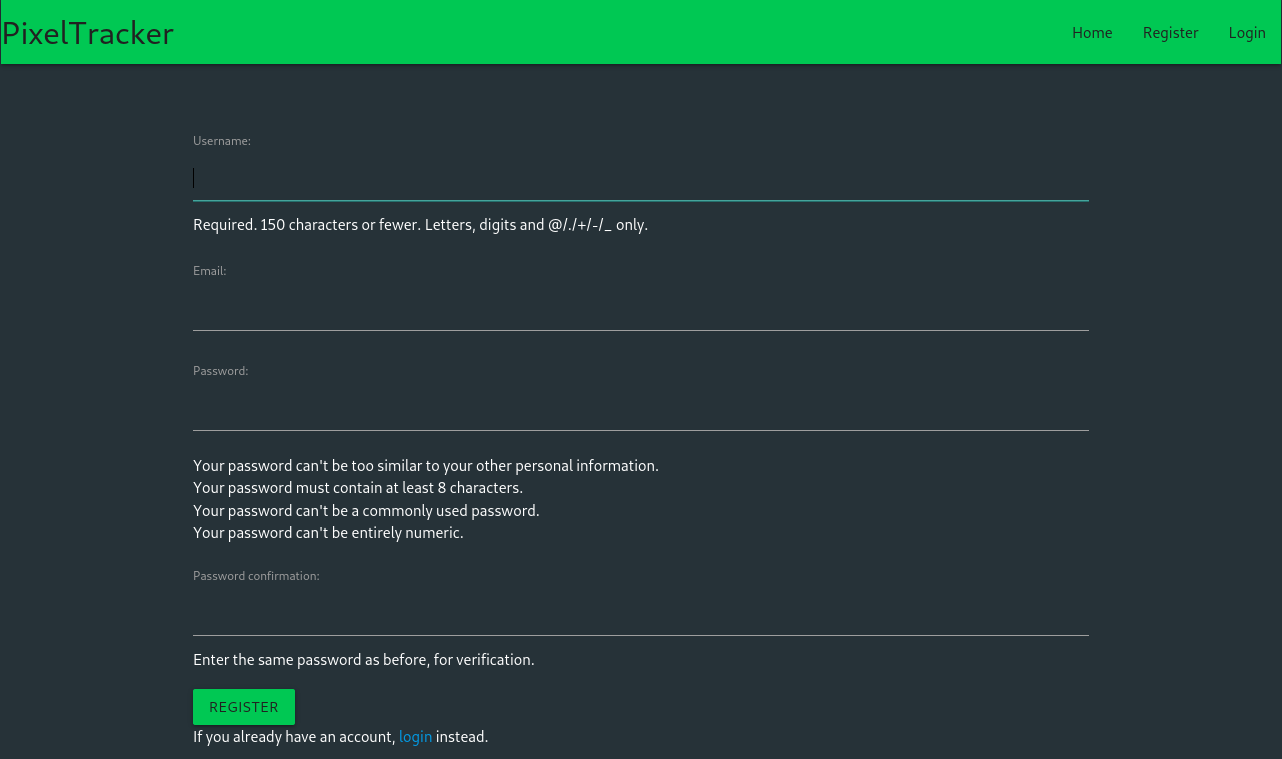 PixelTracker
Home Register Login
Username:
Required. 150 characters or fewer. Letters, digits and @/./+/-/_ only.
Email:
Password:
Your password can't be too similar to your other personal information.
Your password must contain at least 8 characters.
Your password can't be a commonly used password.
Your password can't be entirely numeric.
Password confirmation:
Enter the same password as before, for verification.
REGISTER
If you already have an account, login instead.